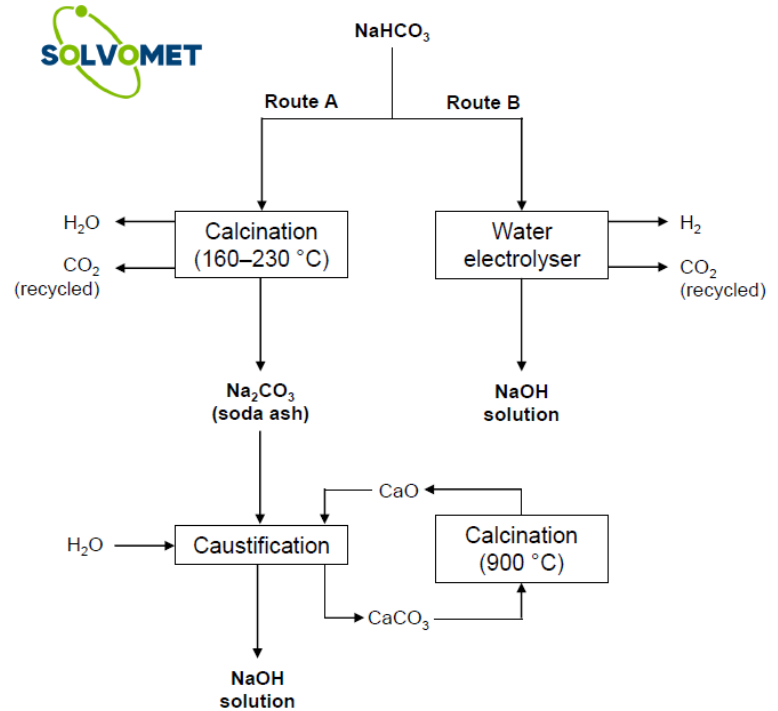 SOLVOMET
NaHCO₃
Route A
Route B
H₂O
CO₂
(recycled)
Calcination
(160–230 °C)
Water
electrolyser
H₂
CO₂
(recycled)
Na₂CO₃
(soda ash)
NaOH
solution
H₂O
Caustification
CaO
Calcination
(900 °C)
CaCO₃
NaOH
solution